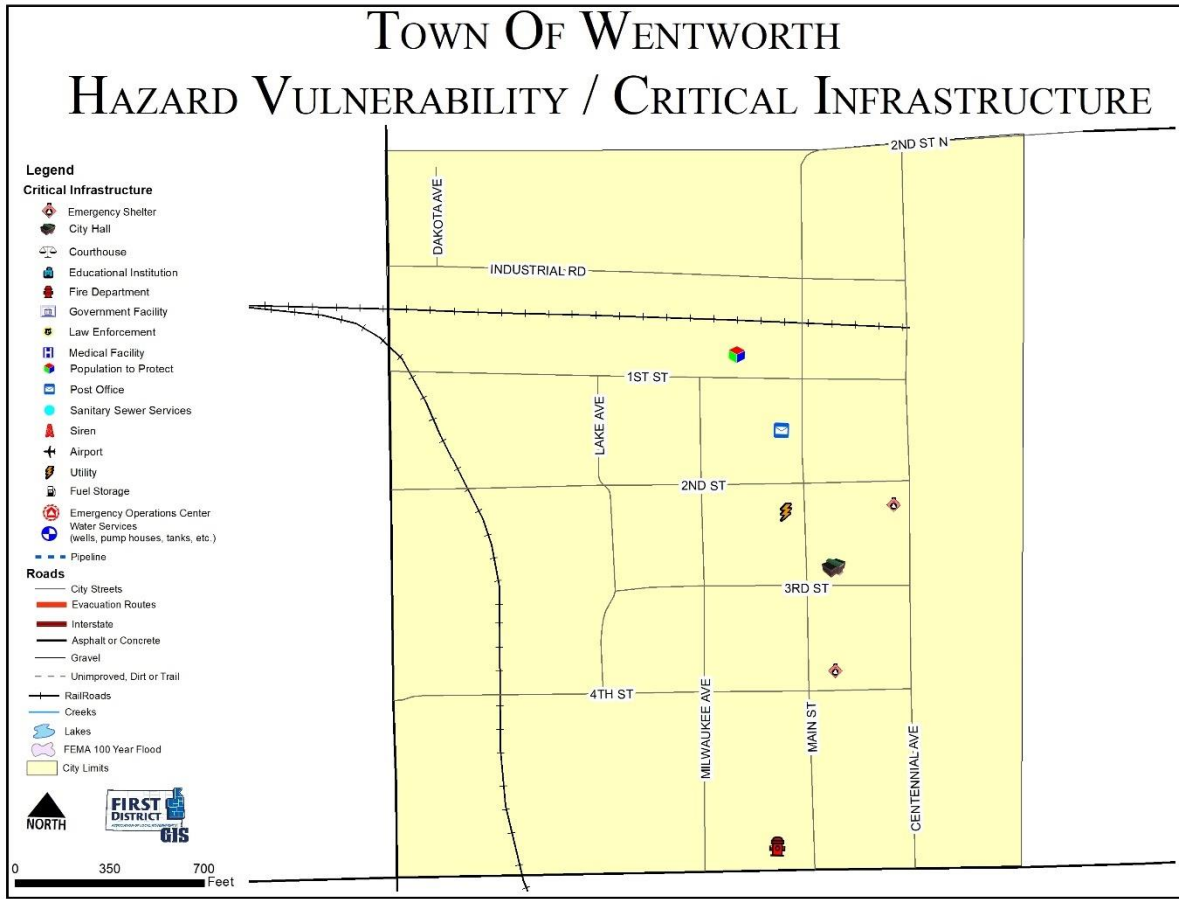 TOWN OF WENTWORTH
HAZARD VULNERABILITY / CRITICAL INFRASTRUCTURE
Legend
Critical Infrastructure
Emergency Shelter
City Hall
Courthouse
Educational Institution
Fire Department
Government Facility
Law Enforcement
Medical Facility
Population to Protect
Post Office
Sanitary Sewer Services
Siren
Airport
Utility
Fuel Storage
Emergency Operations Center
Water Services
(wells, pump houses, tanks, etc.)
Pipeline
Roads
City Streets
Evacuation Routes
Interstate
Asphalt or Concrete
Gravel
Unimproved, Dirt or Trail
RailRoads
Creeks
Lakes
FEMA 100 Year Flood
City Limits
NORTH
FIRST
DISTRICT
ASSOCIATION OF LOCAL GOVERNMENTS
GIS
0 350 700
Feet
2ND ST N
DAKOTA AVE
INDUSTRIAL RD
1ST ST
LAKE AVE
2ND ST
3RD ST
4TH ST
MILWAUKEE AVE
MAIN ST
CENTENNIAL AVE